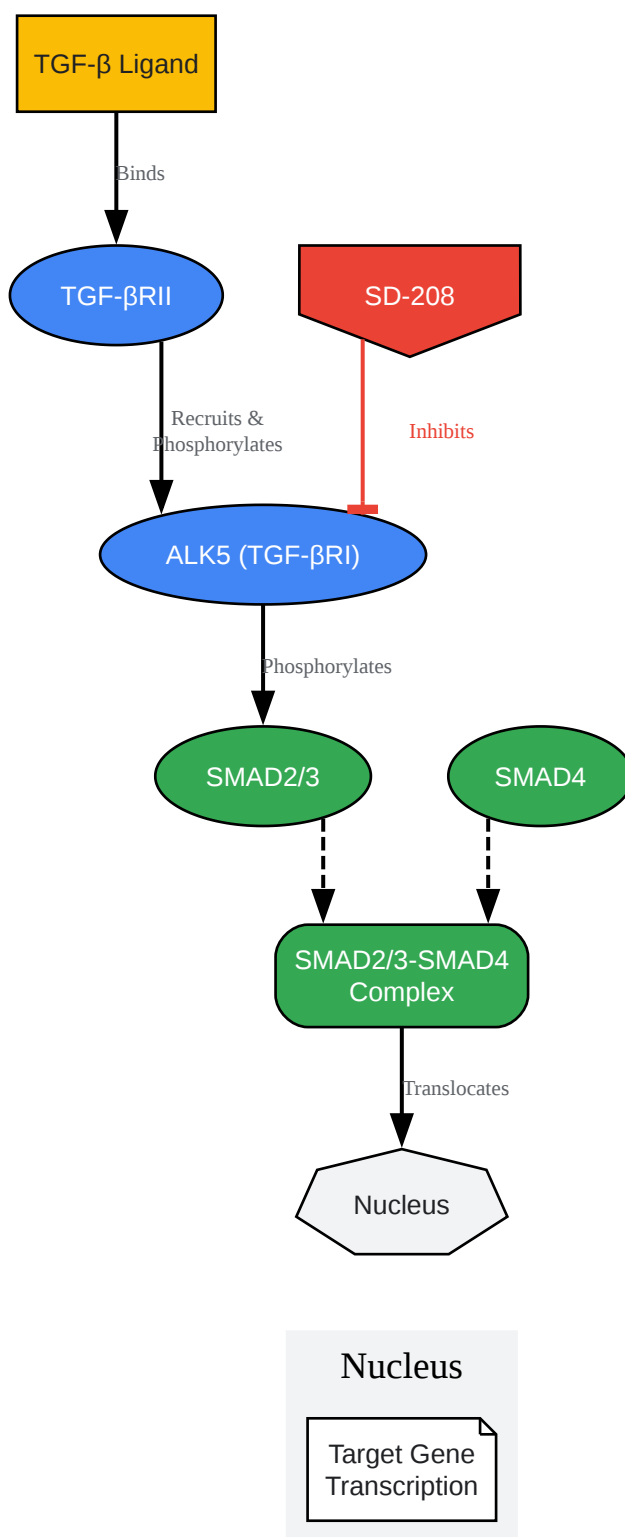 TGF-β Ligand
Binds
TGF-βRII
SD-208
Recruits &
Phosphorylates
Inhibits
ALK5 (TGF-βRI)
Phosphorylates
SMAD2/3
SMAD4
SMAD2/3-SMAD4
Complex
Translocates
Nucleus
Nucleus
Target Gene
Transcription